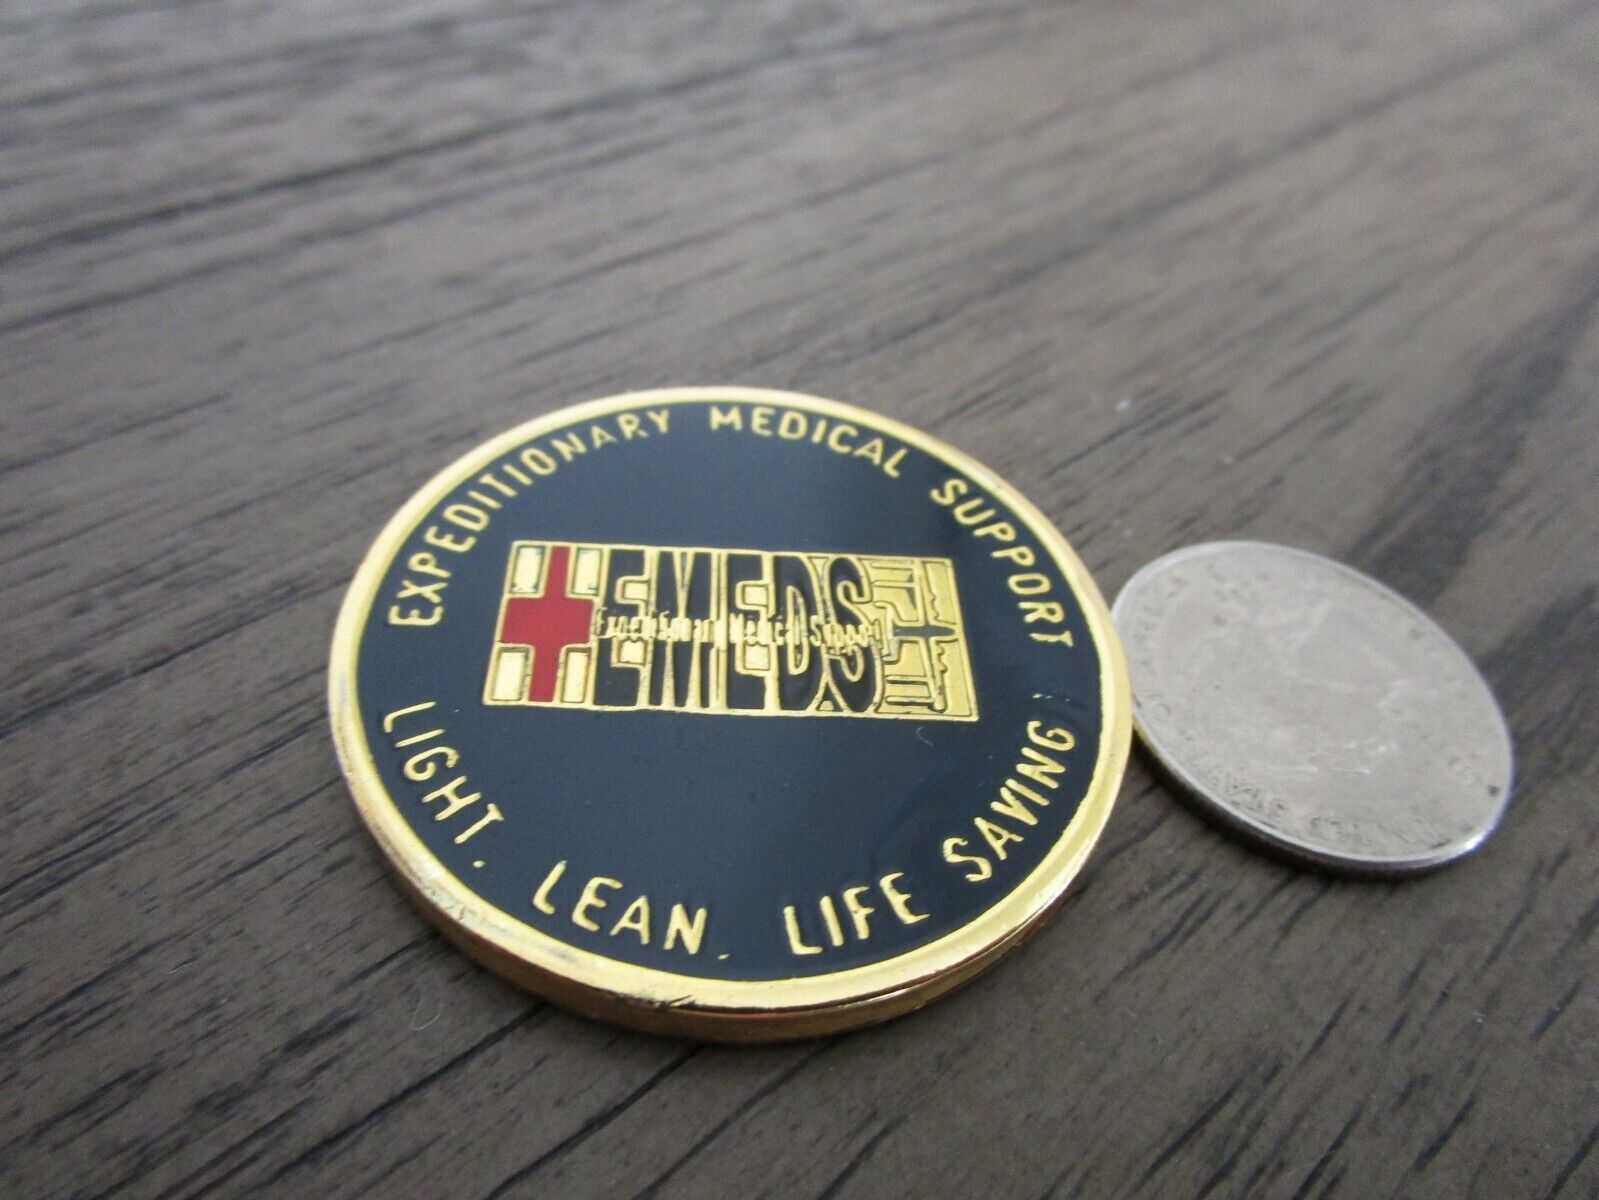 EXPEDITIONARY MEDICAL SUPPORT
EMEDS
Expeditionary Medical Support
LIGHT. LEAN. LIFE SAVING